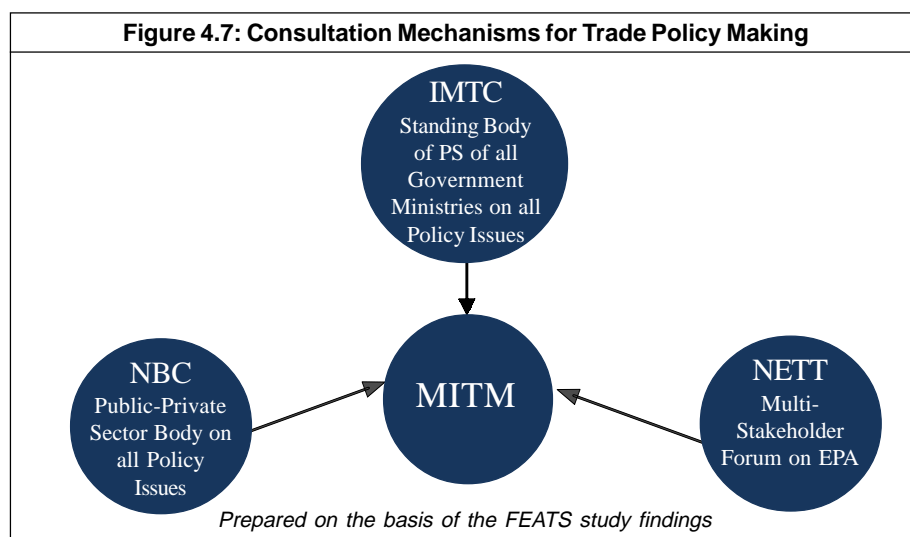 Figure 4.7: Consultation Mechanisms for Trade Policy Making
IMTC
Standing Body
of PS of all
Government
Ministries on all
Policy Issues
NBC
Public-Private
Sector Body on
all Policy
Issues
MITM
NETT
Multi-
Stakeholder
Forum on EPA
Prepared on the basis of the FEATS study findings